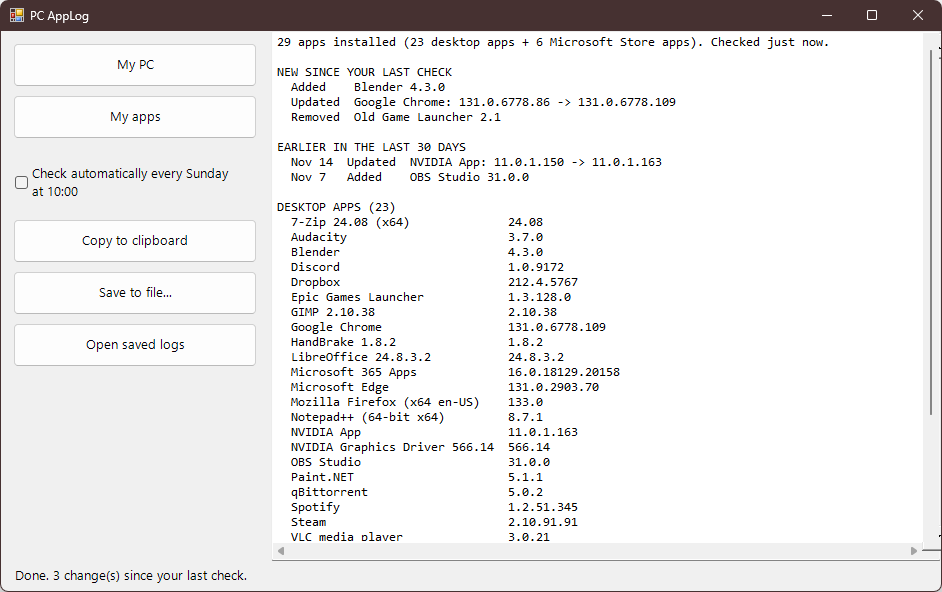 PC AppLog
My PC
My apps
Check automatically every Sunday
at 10:00
Copy to clipboard
Save to file...
Open saved logs
29 apps installed (23 desktop apps + 6 Microsoft Store apps). Checked just now.
NEW SINCE YOUR LAST CHECK
Added Blender 4.3.0
Updated Google Chrome: 131.0.6778.86 -> 131.0.6778.109
Removed Old Game Launcher 2.1
EARLIER IN THE LAST 30 DAYS
Nov 14 Updated NVIDIA App: 11.0.1.150 -> 11.0.1.163
Nov 7 Added OBS Studio 31.0.0
DESKTOP APPS (23)
7-Zip 24.08 (x64) 24.08
Audacity 3.7.0
Blender 4.3.0
Discord 1.0.9172
Dropbox 212.4.5767
Epic Games Launcher 1.3.128.0
GIMP 2.10.38 2.10.38
Google Chrome 131.0.6778.109
HandBrake 1.8.2 1.8.2
LibreOffice 24.8.3.2 24.8.3.2
Microsoft 365 Apps 16.0.18129.20158
Microsoft Edge 131.0.2903.70
Mozilla Firefox (x64 en-US) 133.0
Notepad++ (64-bit x64) 8.7.1
NVIDIA App 11.0.1.163
NVIDIA Graphics Driver 566.14 566.14
OBS Studio 31.0.0
Paint.NET 5.1.1
qBittorrent 5.0.2
Spotify 1.2.51.345
Steam 2.10.91.91
VLC media player 3.0.21
Done. 3 change(s) since your last check.